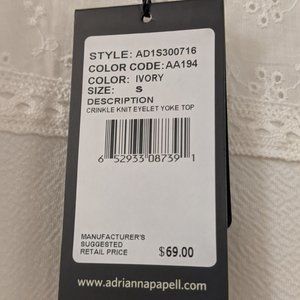 STYLE: AD1S300716
COLOR CODE:AA194
COLOR: IVORY
SIZE: S
DESCRIPTION
CRINKLE KNIT EYELET YOKE TOP
6 52933 08739 1
MANUFACTURER'S
SUGGESTED
RETAIL PRICE $69.00
www.adriannapapell.com